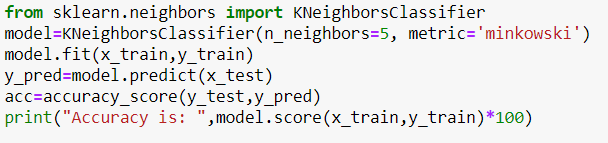 from sklearn.neighbors import KNeighborsClassifier
model=KNeighborsClassifier(n_neighbors=5, metric='minkowski')
model.fit(x_train,y_train)
y_pred=model.predict(x_test)
acc=accuracy_score(y_test,y_pred)
print("Accuracy is: ",model.score(x_train,y_train)*100)